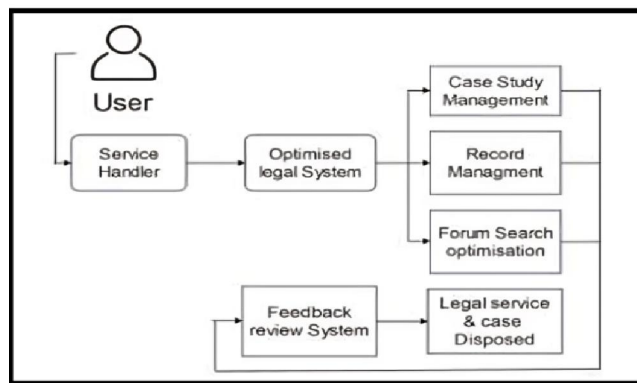 User
Service
Handler
Optimised
legal System
Case Study
Management
Record
Managment
Forum Search
optimisation
Feedback
review System
Legal service
& case
Disposed